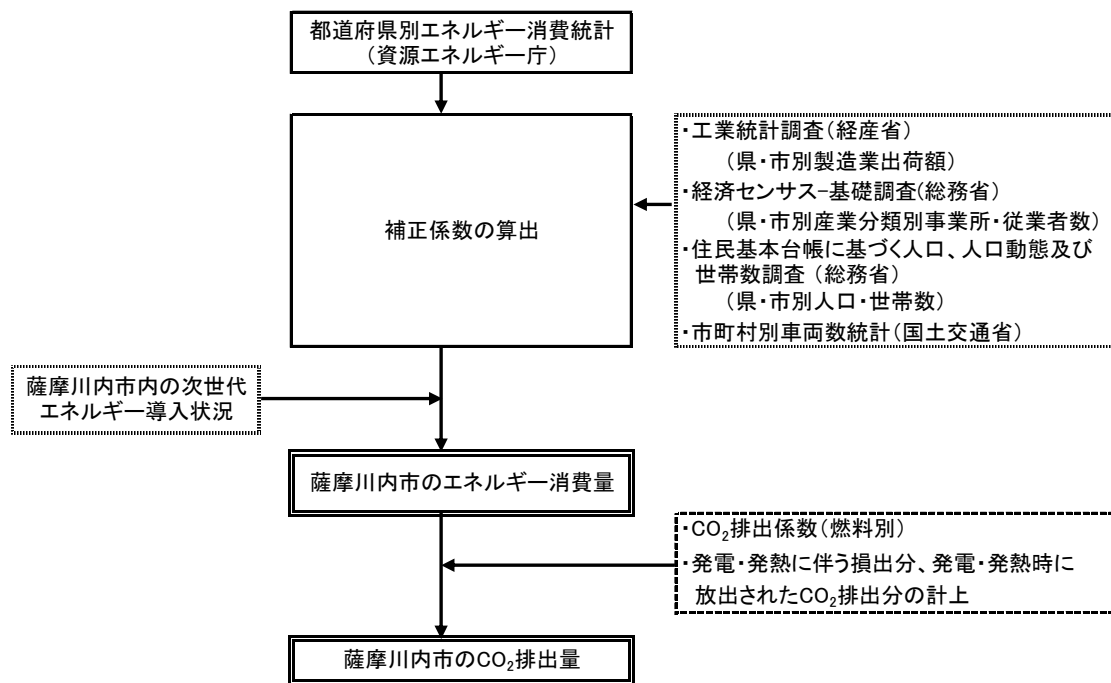 都道府県別エネルギー消費統計
（資源エネルギー庁）
・工業統計調査（経産省）
（県・市別製造業出荷額）
・経済センサス-基礎調査(総務省）
（県・市別産業分類別事業所・従業者数）
・住民基本台帳に基づく人口、人口動態及び
世帯数調査 （総務省）
（県・市別人口・世帯数）
・市町村別車両数統計（国土交通省）
補正係数の算出
薩摩川内市内の次世代
エネルギー導入状況
薩摩川内市のエネルギー消費量
・CO₂排出係数（燃料別）
・発電・発熱に伴う損出分、発電・発熱時に
放出されたCO₂排出分の計上
薩摩川内市のCO₂排出量